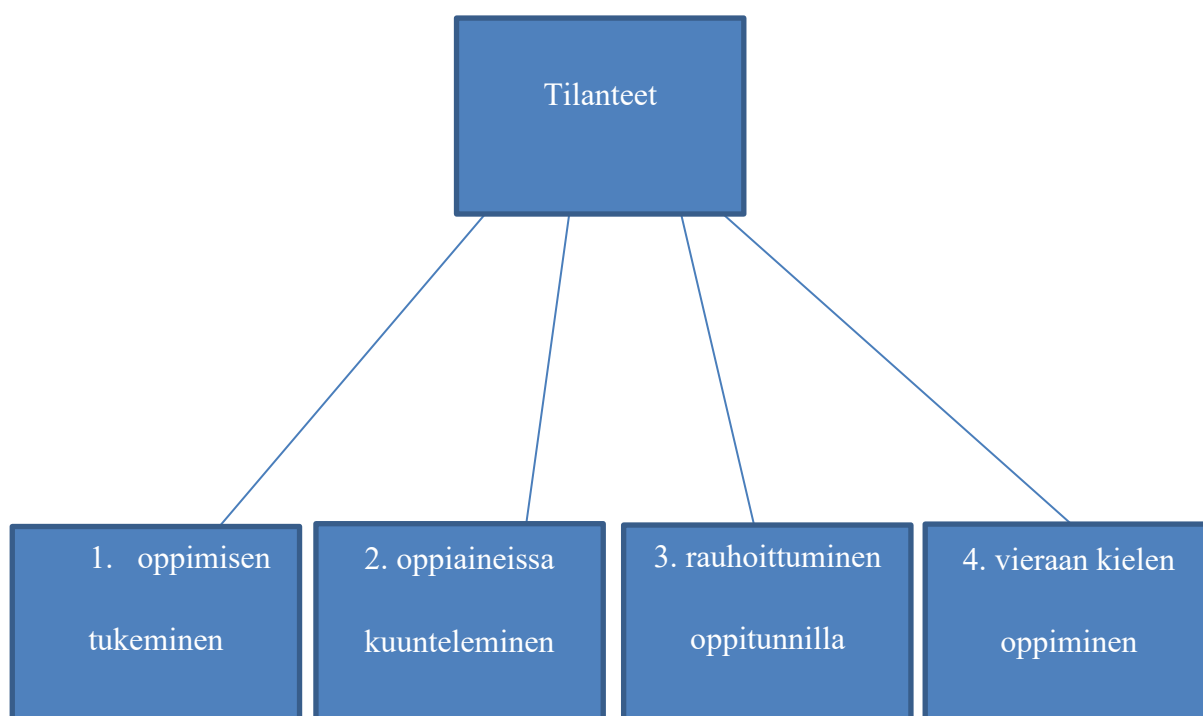 Tilanteet
1. oppimisen
tukeminen
2. oppiaineissa
kuunteleminen
3. rauhoittuminen
oppitunnilla
4. vieraan kielen
oppiminen